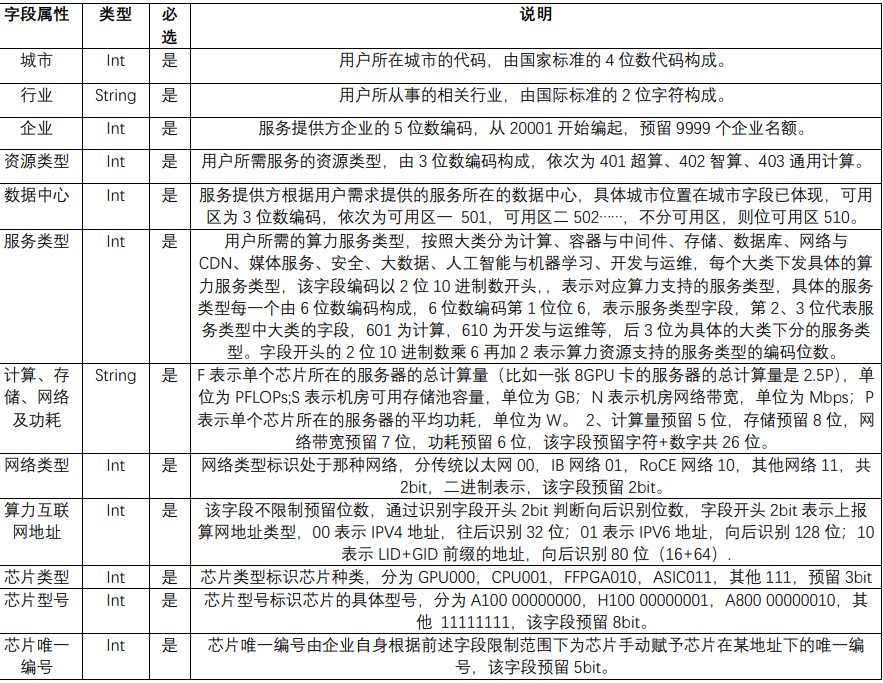 字段属性 类型 必选 说明
城市 Int 是 用户所在城市的代码，由国家标准的 4 位数代码构成。
行业 String 是 用户所从事的相关行业，由国际标准的 2 位字符构成。
企业 Int 是 服务提供方企业的 5 位数编码，从 20001 开始编起，预留 9999 个企业名额。
资源类型 Int 是 用户所需服务的资源类型，由 3 位数编码构成，依次为 401 超算、402 智算、403 通用计算。
数据中心 Int 是 服务提供方根据用户需求提供的服务所在的数据中心，具体城市位置在城市字段已体现，可用
区为 3 位数编码，依次为可用区一 501，可用区二 502……，不分可用区，则位可用区 510。
服务类型 Int 是 用户所需的算力服务类型，按照大类分为计算、容器与中间件、存储、数据库、网络与
CDN、媒体服务、安全、大数据、人工智能与机器学习、开发与运维，每个大类下发具体的算
力服务类型，该字段编码以 2 位 10 进制数开头，，表示对应算力支持的服务类型，具体的服务
类型每一个由 6 位数编码构成，6 位数编码第 1 位位 6，表示服务类型字段，第 2、3 位代表服
务类型中大类的字段，601 为计算，610 为开发与运维等，后 3 位为具体的大类下分的服务类
型。字段开头的 2 位 10 进制数乘 6 再加 2 表示算力资源支持的服务类型的编码位数。
计算、存
储、网络
及功耗 String 是 F 表示单个芯片所在的服务器的总计算量（比如一张 8GPU 卡的服务器的总计算量是 2.5P），单
位为 PFLOPs;S 表示机房可用存储池容量，单位为 GB；N 表示机房网络带宽，单位为 Mbps；P
表示单个芯片所在的服务器的平均功耗，单位为 W。 2、计算量预留 5 位，存储预留 8 位，网
络带宽预留 7 位，功耗预留 6 位，该字段预留字符+数字共 26 位。
网络类型 Int 是 网络类型标识处于那种网络，分传统以太网 00，IB 网络 01，RoCE 网络 10，其他网络 11，共
2bit，二进制表示，该字段预留 2bit。
算力互联
网地址 Int 是 该字段不限制预留位数，通过识别字段开头 2bit 判断向后识别位数，字段开头 2bit 表示上报
算网地址类型，00 表示 IPV4 地址，往后识别 32 位；01 表示 IPV6 地址，向后识别 128 位；10
表示 LID+GID 前缀的地址，向后识别 80 位（16+64）.
芯片类型 Int 是 芯片类型标识芯片种类，分为 GPU000，CPU001，FFPGA010，ASIC011，其他 111，预留 3bit
芯片型号 Int 是 芯片型号标识芯片的具体型号，分为 A100 00000000，H100 00000001，A800 00000010，其
他 11111111，该字段预留 8bit。
芯片唯一
编号 Int 是 芯片唯一编号由企业自身根据前述字段限制范围下为芯片手动赋予芯片在某地址下的唯一编
号，该字段预留 5bit。